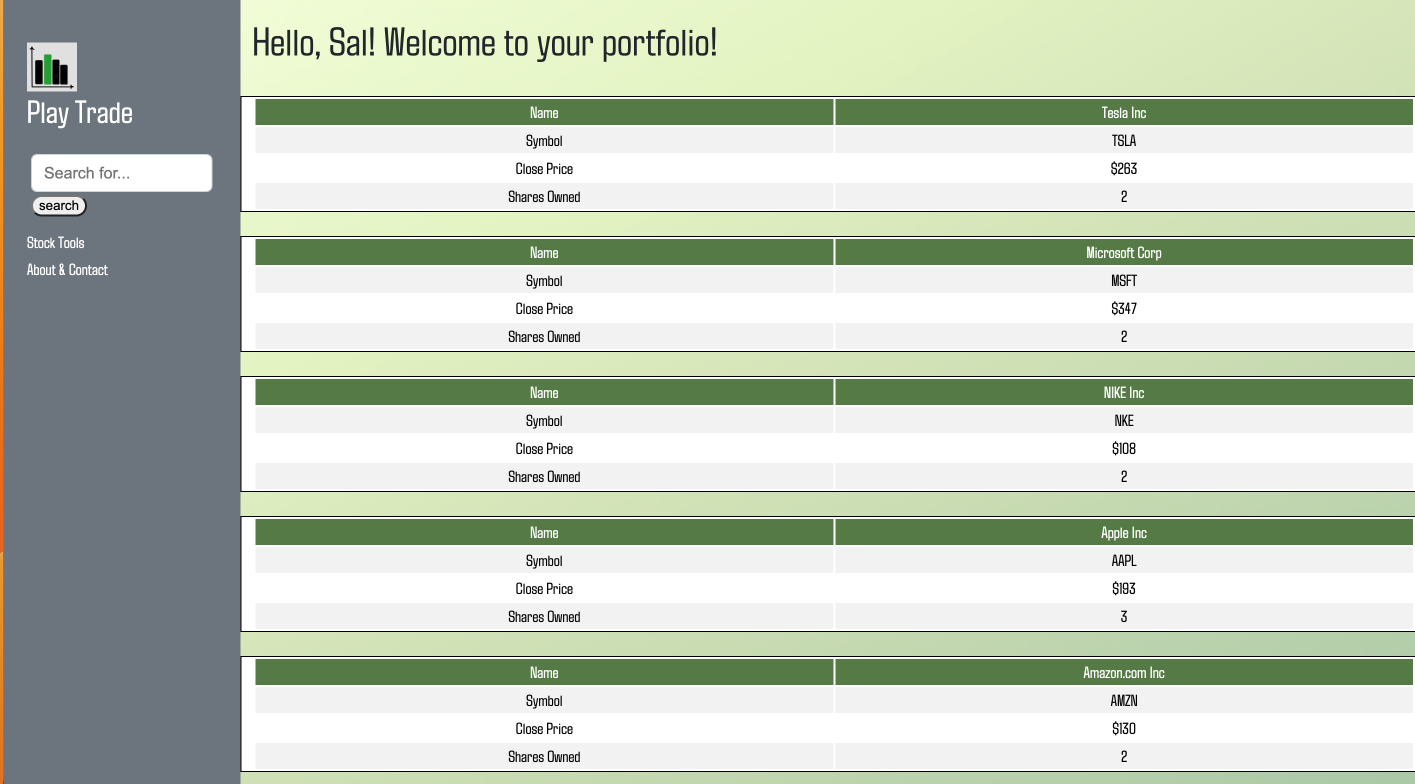 Hello, Sal! Welcome to your portfolio!
Play Trade
Search for...
search
Stock Tools
About & Contact
Name Tesla Inc
Symbol TSLA
Close Price $263
Shares Owned 2
Name Microsoft Corp
Symbol MSFT
Close Price $347
Shares Owned 2
Name NIKE Inc
Symbol NKE
Close Price $108
Shares Owned 2
Name Apple Inc
Symbol AAPL
Close Price $193
Shares Owned 3
Name Amazon.com Inc
Symbol AMZN
Close Price $130
Shares Owned 2